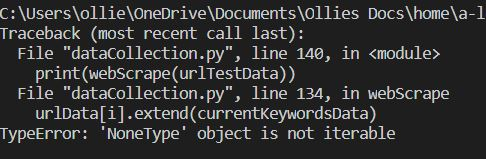 C:\Users\ollie\OneDrive\Documents\Ollies Docs\home\a-l
Traceback (most recent call last):
  File "dataCollection.py", line 140, in <module>
    print(webScrape(urlTestData))
  File "dataCollection.py", line 134, in webScrape
    urlData[i].extend(currentKeywordsData)
TypeError: 'NoneType' object is not iterable